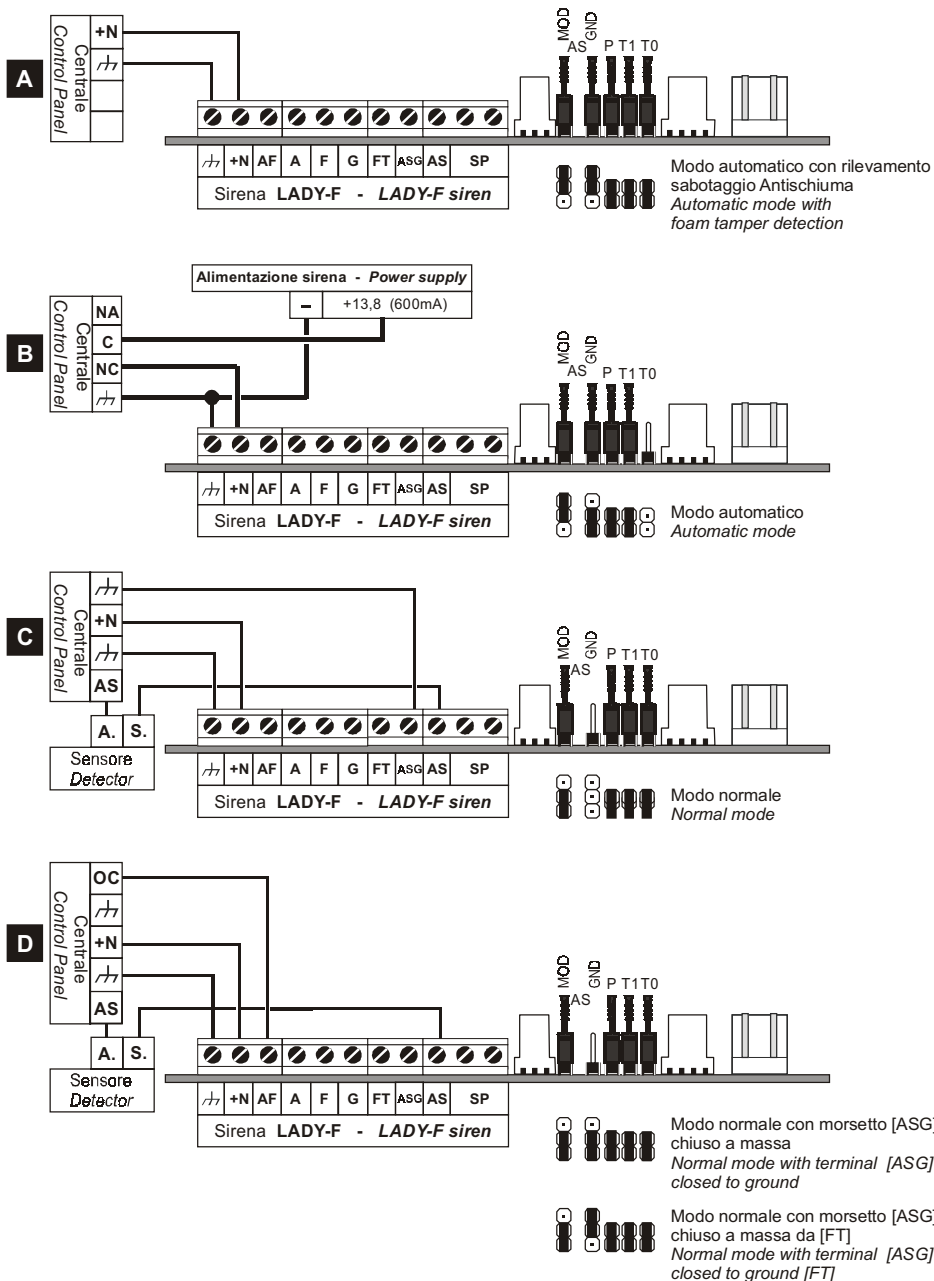 A
Centrale
Control Panel
+N
MOD
AS
GND
P T1 T0
+N AF A F G FT ASG AS SP
Sirena LADY-F - LADY-F siren
Modo automatico con rilevamento
sabotaggio Antischiuma
Automatic mode with
foam tamper detection
Alimentazione sirena - Power supply
– +13,8 (600mA)
B
Centrale
Control Panel
NA
C
NC
MOD
AS
GND
P T1 T0
+N AF A F G FT ASG AS SP
Sirena LADY-F - LADY-F siren
Modo automatico
Automatic mode
C
Centrale
Control Panel
+N
AS
A. S.
Sensore
Detector
MOD
AS
GND
P T1 T0
+N AF A F G FT ASG AS SP
Sirena LADY-F - LADY-F siren
Modo normale
Normal mode
D
Centrale
Control Panel
OC
+N
AS
A. S.
Sensore
Detector
MOD
AS
GND
P T1 T0
+N AF A F G FT ASG AS SP
Sirena LADY-F - LADY-F siren
Modo normale con morsetto [ASG]
chiuso a massa
Normal mode with terminal [ASG]
closed to ground
Modo normale con morsetto [ASG]
chiuso a massa da [FT]
Normal mode with terminal [ASG]
closed to ground [FT]